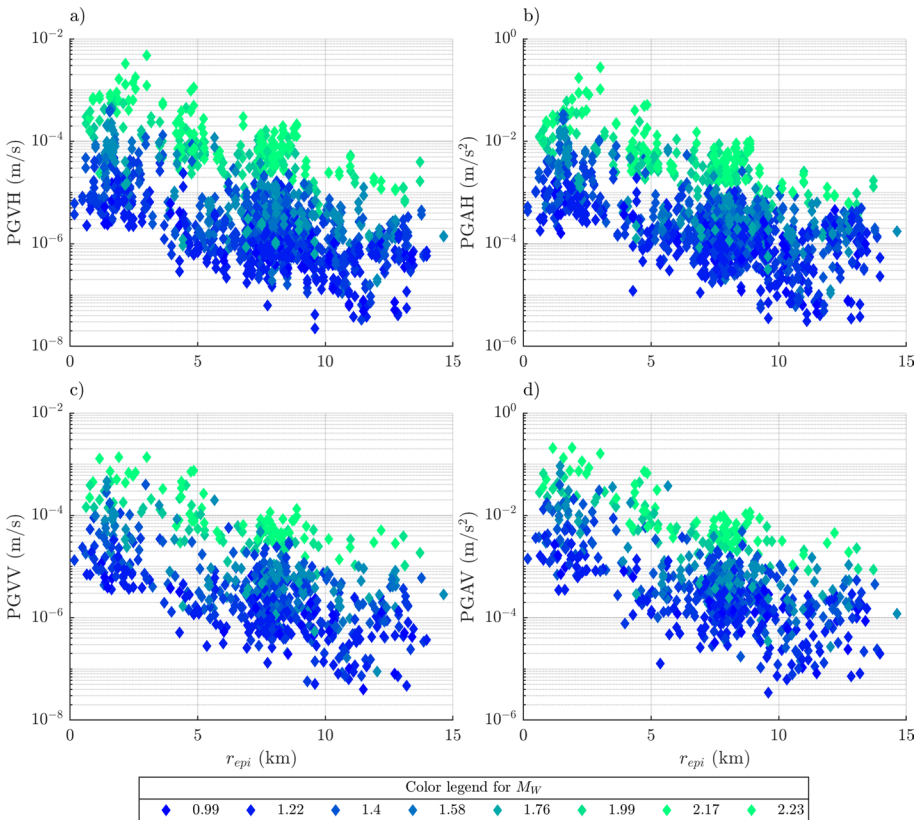 a)
b)
10^-2
10^-4
10^-6
10^-8
PGVH (m/s)
0 5 10 15
10^0
10^-2
10^-4
10^-6
PGAH (m/s^2)
0 5 10 15
c)
d)
10^-2
10^-4
10^-6
10^-8
PGVV (m/s)
0 5 10 15
r_epi (km)
10^0
10^-2
10^-4
10^-6
PGAV (m/s^2)
0 5 10 15
r_epi (km)
Color legend for M_W
0.99 1.22 1.4 1.58 1.76 1.99 2.17 2.23